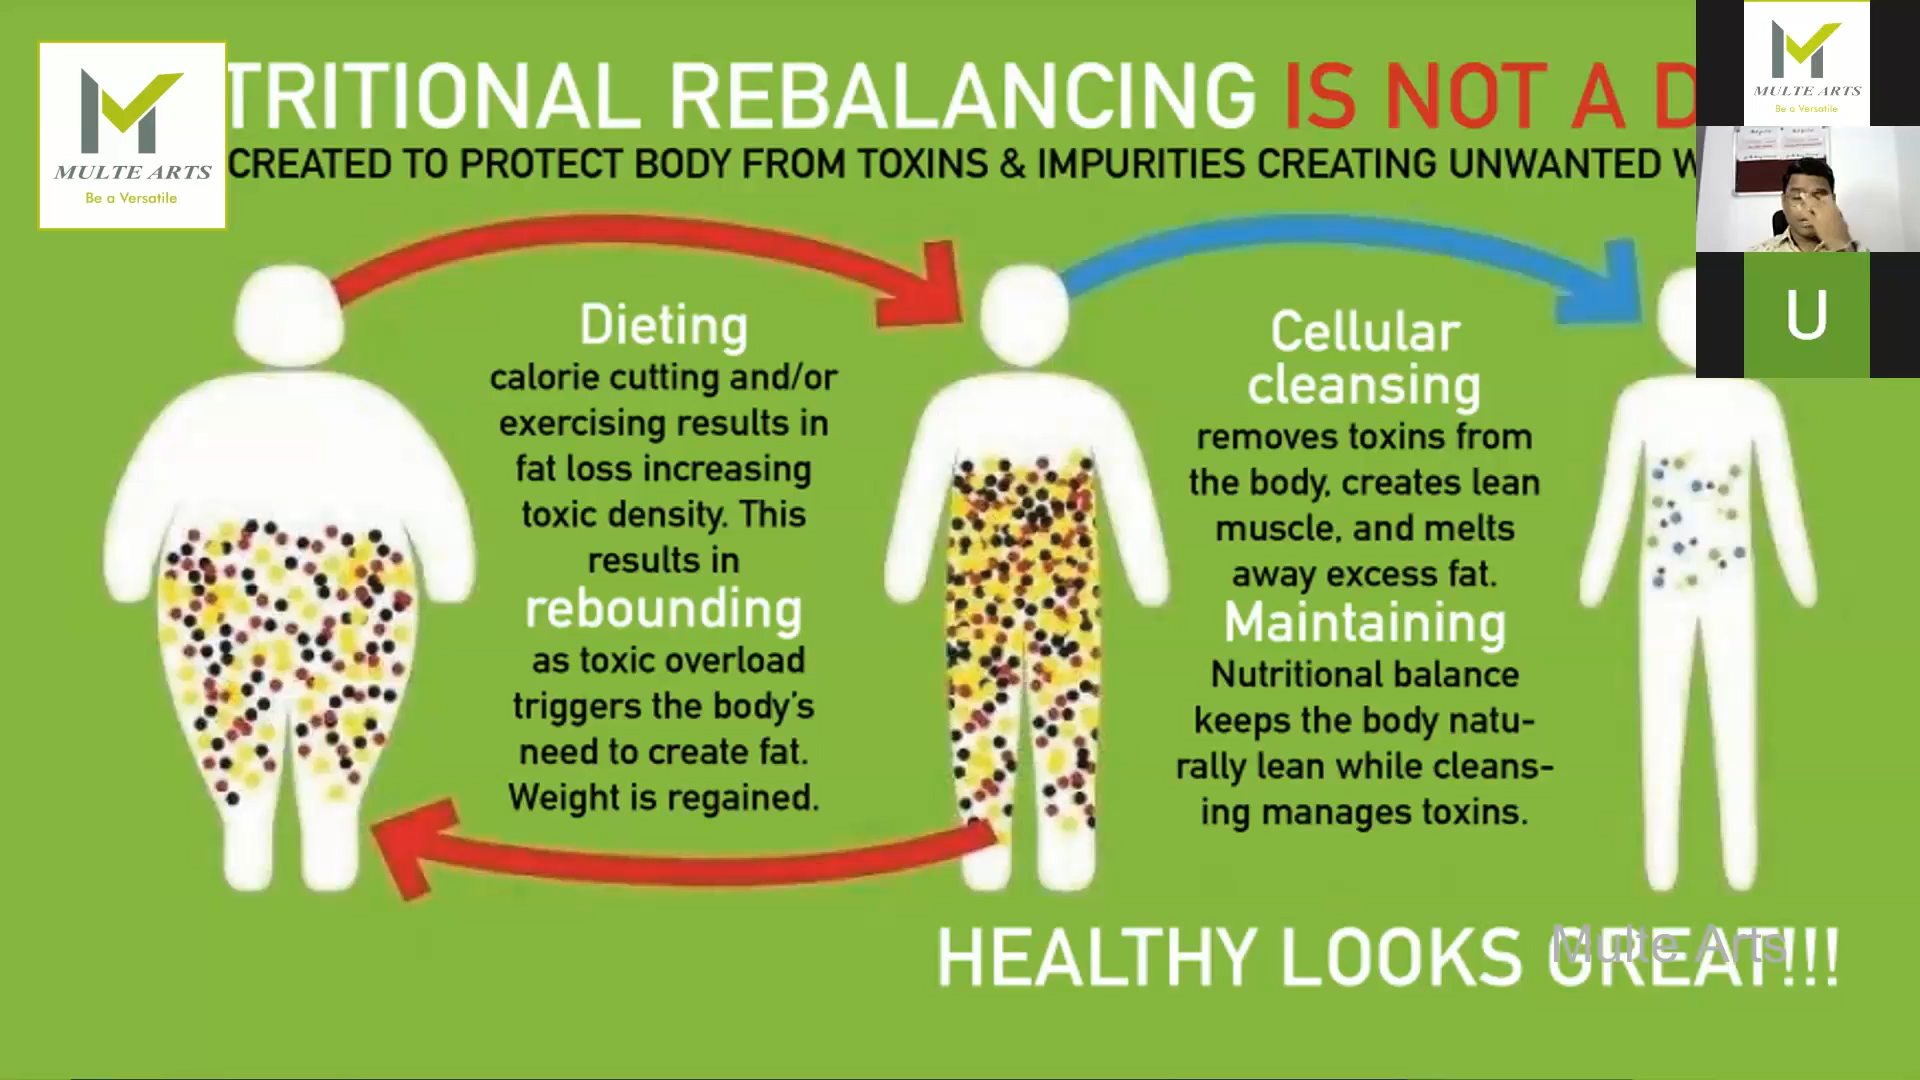 TRITIONAL REBALANCING IS NOT A D
CREATED TO PROTECT BODY FROM TOXINS & IMPURITIES CREATING UNWANTED W
MULTE ARTS
Be a Versatile
MULTE ARTS
Be a Versatile
U
Dieting
calorie cutting and/or
exercising results in
fat loss increasing
toxic density. This
results in
rebounding
as toxic overload
triggers the body's
need to create fat.
Weight is regained.
Cellular
cleansing
removes toxins from
the body, creates lean
muscle, and melts
away excess fat.
Maintaining
Nutritional balance
keeps the body natu-
rally lean while cleans-
ing manages toxins.
HEALTHY LOOKS GREAT!!!
Multe Arts